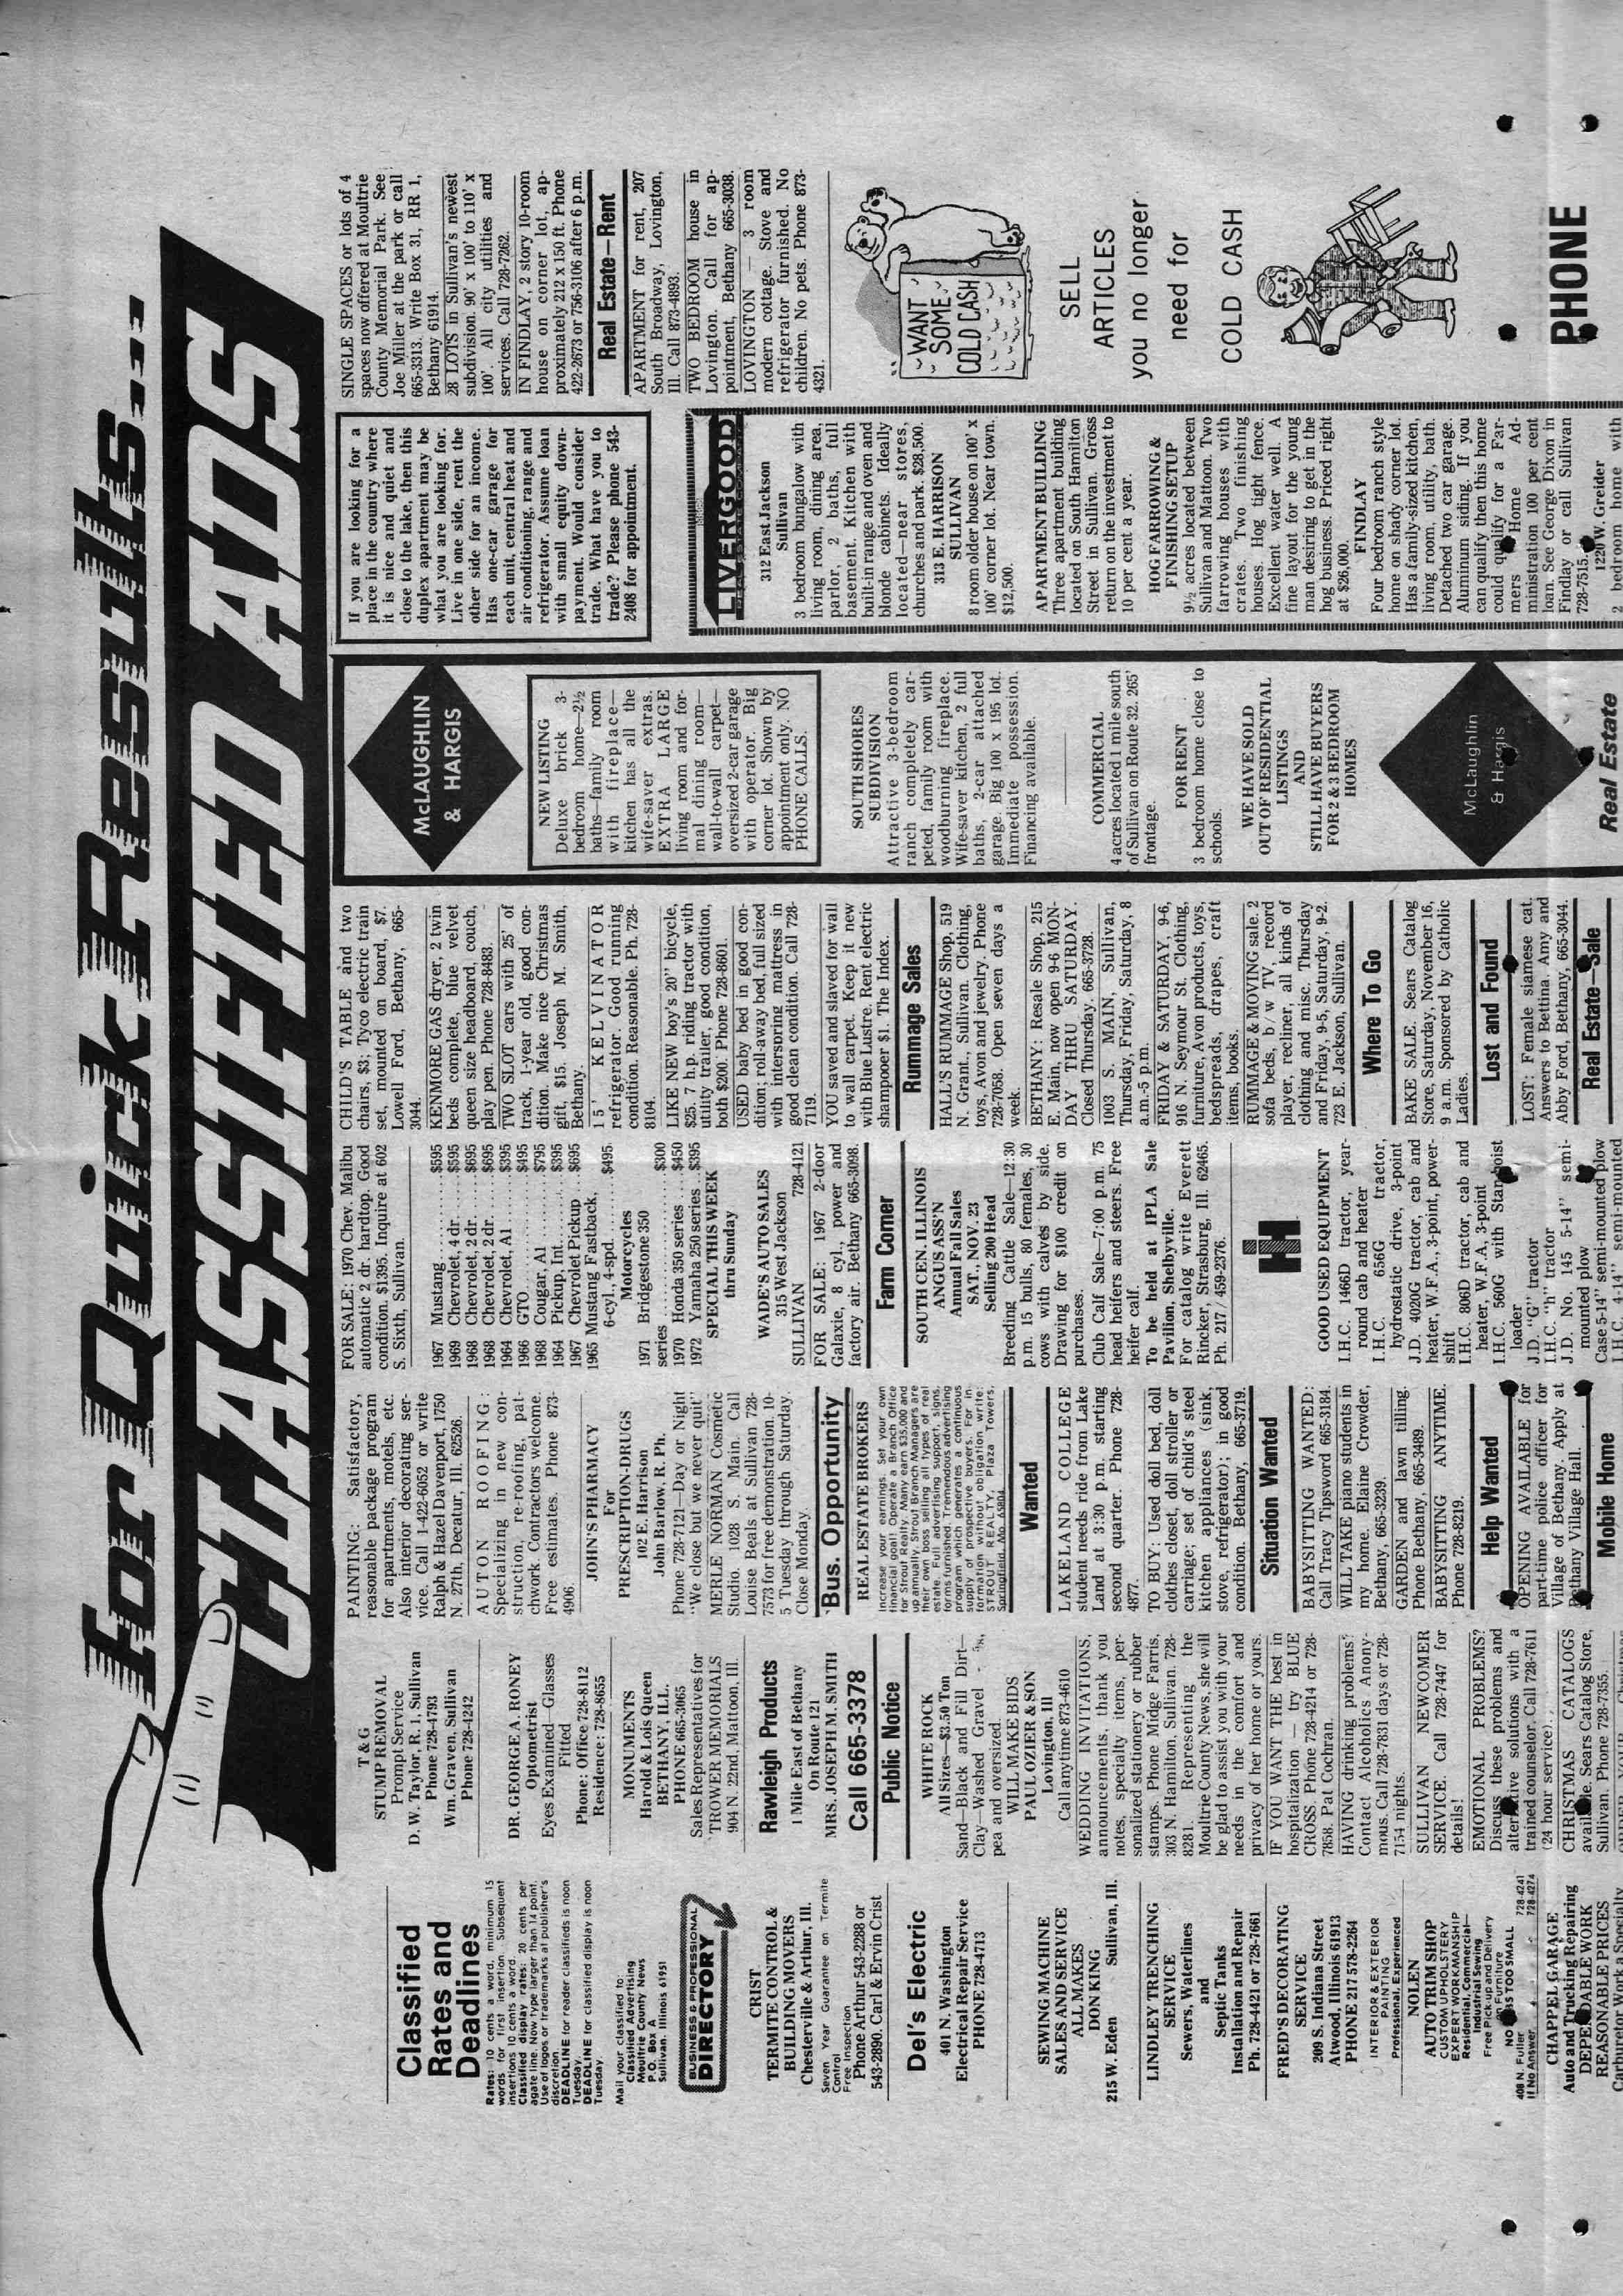 for Quick Results...
CLASSIFIED ADS
Classified
Rates and
Deadlines
Rates: 10 cents a word, minimum 15
words for first insertion. Subsequent
insertions 10 cents a word.
Classified display rates: 20 cents per
agate line. Now type larger than 14 point.
Use of logos or trademarks at publisher's
discretion.
DEADLINE for reader classifieds is noon
Tuesday.
DEADLINE for classified display is noon
Tuesday.
Mail your classified to:
Classified Advertising
Moultrie County News
P.O. Box A
Sullivan, Illinois 61951
BUSINESS & PROFESSIONAL
DIRECTORY
CRIST
TERMITE CONTROL &
BUILDING MOVERS
Chesterville & Arthur, Ill.
Seven Year Guarantee on Termite
Control
Free Inspection
Phone Arthur 543-2288 or
543-2890. Carl & Ervin Crist
Del's Electric
401 N. Washington
Electrical Repair Service
PHONE 728-4713
SEWING MACHINE
SALES AND SERVICE
ALL MAKES
DON KING
215 W. Eden Sullivan, Ill.
LINDLEY TRENCHING
SERVICE
Sewers, Waterlines
and
Septic Tanks
Installation and Repair
Ph. 728-4421 or 728-7661
FRED'S DECORATING
SERVICE
209 S. Indiana Street
Atwood, Illinois 61913
PHONE 217 578-2264
INTERIOR & EXTERIOR
PAINTING
Professional, Experienced
NOLEN
AUTO TRIM SHOP
CUSTOM UPHOLSTERY
EXPERT WORKMANSHIP
Residential, Commercial—
Industrial Sewing
Free Pick-up and Delivery
On Furniture
NO BS TOO SMALL
408 N. Fuller 728-4241
If No Answer 728-4274
CHAPEL GARAGE
Auto and Trucking Repairing
DEPENDABLE WORK
REASONABLE PRICES
Carburetor Work a Specialty
T & G
STUMP REMOVAL
Prompt Service
D. W. Taylor, R. 1, Sullivan
Phone 728-4793
Wm. Graven, Sullivan
Phone 728-4242
DR. GEORGE A. RONEY
Optometrist
Eyes Examined—Glasses
Fitted
Phone: Office 728-8112
Residence: 728-8655
MONUMENTS
Harold & Lois Queen
BETHANY, ILL.
PHONE 665-3065
Sales Representatives for
TROWER MEMORIALS
904 N. 22nd, Mattoon, Ill.
Rawleigh Products
1 Mile East of Bethany
On Route 121
MRS. JOSEPH M. SMITH
Call 665-3378
Public Notice
WHITE ROCK
All Sizes—$3.50 Ton
Sand—Black and Fill Dirt—
Clay—Washed Gravel -
pea and oversized.
WILL MAKE BIDS
PAUL OZIER & SON
Lovington, Ill
Call anytime 873-4610
WEDDING INVITATIONS,
announcements, thank you
notes, specialty items, per-
sonalized stationery or rubber
stamps. Phone Midge Farris,
303 N. Hamilton, Sullivan. 728-
8281. Representing the
Moultrie County News, she will
be glad to assist you with your
needs in the comfort and
privacy of her home or yours.
IF YOU WANT THE best in
hospitalization — try BLUE
CROSS Phone 728-4214 or 728-
7858. Pat Cochran.
HAVING drinking problems?
Contact Alcoholics Anony-
mous. Call 728-7831 days or 728-
7154 nights.
SULLIVAN NEWCOMER
SERVICE. Call 728-7447 for
details!
EMOTIONAL PROBLEMS?
Discuss these problems and
alternative solutions with a
trained counselor. Call 728-7611
(24 hour service).
CHRISTMAS CATALOGS
available. Sears Catalog Store,
Sullivan. Phone 728-7355.
PAINTING: Satisfactory,
reasonable package program
for apartments, motels, etc.
Also interior decorating ser-
vice. Call 1-422-6052 or write
Ralph & Hazel Davenport, 1750
N. 27th, Decatur, Ill. 62526.
AUTON ROOFING:
Specializing in new con-
struction, re-roofing, pat-
chwork Contractors welcome.
Free estimates. Phone 873-
4906.
JOHN'S PHARMACY
For
PRESCRIPTION-DRUGS
102 E. Harrison
John Barlow, R. Ph.
Phone 728-7121—Day or Night
"We close but we never quit"
MERLE NORMAN Cosmetic
Studio. 1028 S. Main. Call
Louise Beals at Sullivan 728-
7573 for free demonstration. 10-
5 Tuesday through Saturday.
Close Monday.
Bus. Opportunity
REAL ESTATE BROKERS
Increase your earnings. Set your own
financial goal! Operate a Branch Office
for Strout Realty. Many earn $35,000 and
up annually. Strout Branch Managers are
their own boss selling all types of real
estate. Full advertising support, signs,
forms furnished. Tremendous advertising
program which generates a continuous
supply of prospective buyers. For in-
formation without obligation write:
STROUT REALTY, Plaza Towers,
Springfield, Mo. 65804.
Wanted
LAKELAND COLLEGE
student needs ride from Lake
Land at 3:30 p.m. starting
second quarter. Phone 728-
4877.
TO BUY: Used doll bed, doll
clothes closet, doll stroller or
carriage; set of child's steel
kitchen appliances (sink,
stove, refrigerator); in good
condition. Bethany, 665-3719.
Situation Wanted
BABYSITTING WANTED:
Call Tracy Tipsword 665-3184.
WILL TAKE piano students in
my home. Elaine Crowder,
Bethany, 665-3239.
GARDEN and lawn tilling.
Phone Bethany, 665-3489.
BABYSITTING ANYTIME.
Phone 728-8219.
Help Wanted
OPENING AVAILABLE for
part-time police officer for
Village of Bethany. Apply at
Bethany Village Hall.
Mobile Home
FOR SALE: 1970 Chev. Malibu
automatic 2 dr. hardtop. Good
condition. $1395. Inquire at 602
S. Sixth, Sullivan.
1967 Mustang..........$595
1969 Chevrolet, 4 dr. .....$595
1968 Chevrolet, 2 dr. .....$695
1968 Chevrolet, 2 dr. .....$695
1964 Chevrolet, A1 .....$395
1966 GTO..........$495
1968 Cougar, A1 ..........$795
1964 Pickup, Int. ..........$395
1967 Chevrolet Pickup ...$695
1965 Mustang Fastback,
6-cyl., 4-spd. ..........$495
Motorcycles
1971 Bridgestone 350
series ..........$300
1970 Honda 350 series ...$450
1972 Yamaha 250 series ..$395
SPECIAL THIS WEEK
thru Sunday
WADE'S AUTO SALES
315 West Jackson
SULLIVAN 728-4121
FOR SALE: 1967 2-door
Galaxie, 8 cyl., power and
factory air. Bethany 665-3098.
Farm Corner
SOUTH CEN. ILLINOIS
ANGUS ASS'N
Annual Fall Sales
SAT., NOV. 23
Selling 200 Head
Breeding Cattle Sale—12:30
p.m. 15 bulls, 80 females, 30
cows with calves by side.
Drawing for $100 credit on
purchases.
Club Calf Sale—7:00 p.m. 75
head heifers and steers. Free
heifer calf.
To be held at IPLA Sale
Pavilion, Shelbyville.
For catalog write Everett
Rincker, Strasburg, Ill. 62465.
Ph. 217 / 459-2376.
GOOD USED EQUIPMENT
I.H.C. 1466D tractor, year-
round cab and heater
I.H.C. 656G tractor,
hydrostatic drive, 3-point
J.D. 4020G tractor, cab and
heater, W.F.A., 3-point, power-
shift
I.H.C. 806D tractor, cab and
heater, W.F.A, 3-point
I.H.C. 560G with Stanhoist
loader
J.D. "G" tractor
I.H.C. "h" tractor
J.D. No. 145 5-14" semi-
mounted plow
Case 5-14" semi-mounted plow
I.H.C. 4-14" semi-mounted
CHILD'S TABLE and two
chairs, $3; Tyco electric train
set, mounted on board, $7.
Lowell Ford, Bethany, 665-
3044.
KENMORE GAS dryer, 2 twin
beds complete, blue velvet
queen size headboard, couch,
play pen. Phone 728-8483.
TWO SLOT cars with 25' of
track, 1-year old, good con-
dition. Make nice Christmas
gift, $15. Joseph M. Smith,
Bethany.
15' KELVINATOR
refrigerator. Good running
condition. Reasonable. Ph. 728-
8104.
LIKE NEW boy's 20" bicycle,
$25. 7 h.p. riding tractor with
utility trailer, good condition,
both $200. Phone 728-8601.
USED baby bed in good con-
dition; roll-away bed, full sized
with interspring mattress in
good clean condition. Call 728-
7119.
YOU saved and slaved for wall
to wall carpet. Keep it new
with Blue Lustre. Rent electric
shampooer $1. The Index.
Rummage Sales
HALL'S RUMMAGE Shop, 519
N. Grant., Sullivan. Clothing,
toys, Avon and jewelry. Phone
728-7058. Open seven days a
week.
BETHANY: Resale Shop, 215
E. Main, now open 9-6 MON-
DAY THRU SATURDAY.
Closed Thursday. 665-3728.
1003 S. MAIN, Sullivan,
Thursday, Friday, Saturday, 8
a.m.-5 p.m.
FRIDAY & SATURDAY, 9-6,
916 N. Seymour St. Clothing,
furniture, Avon products, toys,
bedspreads, drapes, craft
items, books.
RUMMAGE & MOVING sale. 2
sofa beds, b/w TV, record
player, recliner, all kinds of
clothing and misc. Thursday
and Friday, 9-5, Saturday, 9-2.
723 E. Jackson, Sullivan.
Where To Go
BAKE SALE. Sears Catalog
Store, Saturday, November 16,
9 a.m. Sponsored by Catholic
Ladies.
Lost and Found
LOST: Female siamese cat.
Answers to Bettina. Amy and
Abby Ford, Bethany, 665-3044.
Real Estate—Sale
McLAUGHLIN
& HARGIS
NEW LISTING
Deluxe brick 3-
bedroom home—2½
baths—family room
with fireplace—
kitchen has all the
wife-saver extras.
EXTRA LARGE
living room and for-
mal dining room—
wall-to-wall carpet—
oversized 2-car garage
with operator. Big
corner lot. Shown by
appointment only. NO
PHONE CALLS.
SOUTH SHORES
SUBDIVISION
Attractive 3-bedroom
ranch completely car-
peted, family room with
woodburning fireplace.
Wife-saver kitchen, 2 full
baths, 2-car attached
garage. Big 100 x 195 lot.
Immediate possession.
Financing available.
COMMERCIAL
4 acres located 1 mile south
of Sullivan on Route 32. 265'
frontage.
FOR RENT
3 bedroom home close to
schools.
WE HAVE SOLD
OUT OF RESIDENTIAL
LISTINGS
AND
STILL HAVE BUYERS
FOR 2 & 3 BEDROOM
HOMES
McLaughlin
& Hargis
Real Estate
If you are looking for a
place in the country where
it is nice and quiet and
close to the lake, then this
duplex apartment may be
what you are looking for.
Live in one side, rent the
other side for an income.
Has one-car garage for
each unit, central heat and
air conditioning, range and
refrigerator. Assume loan
with small equity down-
payment. Would consider
trade. What have you to
trade? Please phone 543-
2408 for appointment.
LIVERGOOD
312 East Jackson
Sullivan
3 bedroom bungalow with
living room, dining area,
parlor, 2 baths, full
basement. Kitchen with
built-in range and oven and
blonde cabinets. Ideally
located—near stores,
churches and park. $28,500.
313 E. HARRISON
SULLIVAN
8 room older house on 100' x
100' corner lot. Near town.
$12,500.
APARTMENT BUILDING
Three apartment building
located on South Hamilton
Street in Sullivan. Gross
return on the investment to
10 per cent a year.
HOG FARROWING &
FINISHING SETUP
9½ acres located between
Sullivan and Mattoon. Two
farrowing houses with
crates. Two finishing
houses. Hog tight fence.
Excellent water well. A
fine layout for the young
man desiring to get in the
hog business. Priced right
at $26,000.
FINDLAY
Four bedroom ranch style
home on shady corner lot.
Has a family-sized kitchen,
living room, utility, bath.
Detached two car garage.
Aluminum siding. If you
can qualify then this home
could qualify for a Far-
mers Home Ad-
ministration 100 per cent
loan. See George Dixon in
Findlay or call Sullivan
728-7515.
1220 W. Greider
2 bedroom home with
SINGLE SPACES or lots of 4
spaces now offered at Moultrie
County Memorial Park. See
Joe Miller at the park or call
665-3313. Write Box 31, RR 1,
Bethany 61914.
28 LOTS in Sullivan's newest
subdivision. 90' x 100' to 110' x
100'. All city utilities and
services. Call 728-7262.
IN FINDLAY, 2 story 10-room
house on corner lot, ap-
proximately 212 x 150 ft. Phone
422-2673 or 756-3106 after 6 p.m.
Real Estate—Rent
APARTMENT for rent, 207
South Broadway, Lovington,
Ill. Call 873-4893.
TWO BEDROOM house in
Lovington. Call for ap-
pointment, Bethany 665-3038.
LOVINGTON — 3 room
modern cottage. Stove and
refrigerator furnished. No
children. No pets. Phone 873-
4321.
WANT
SOME
COLD CASH
SELL
ARTICLES
you no longer
need for
COLD CASH
PHONE